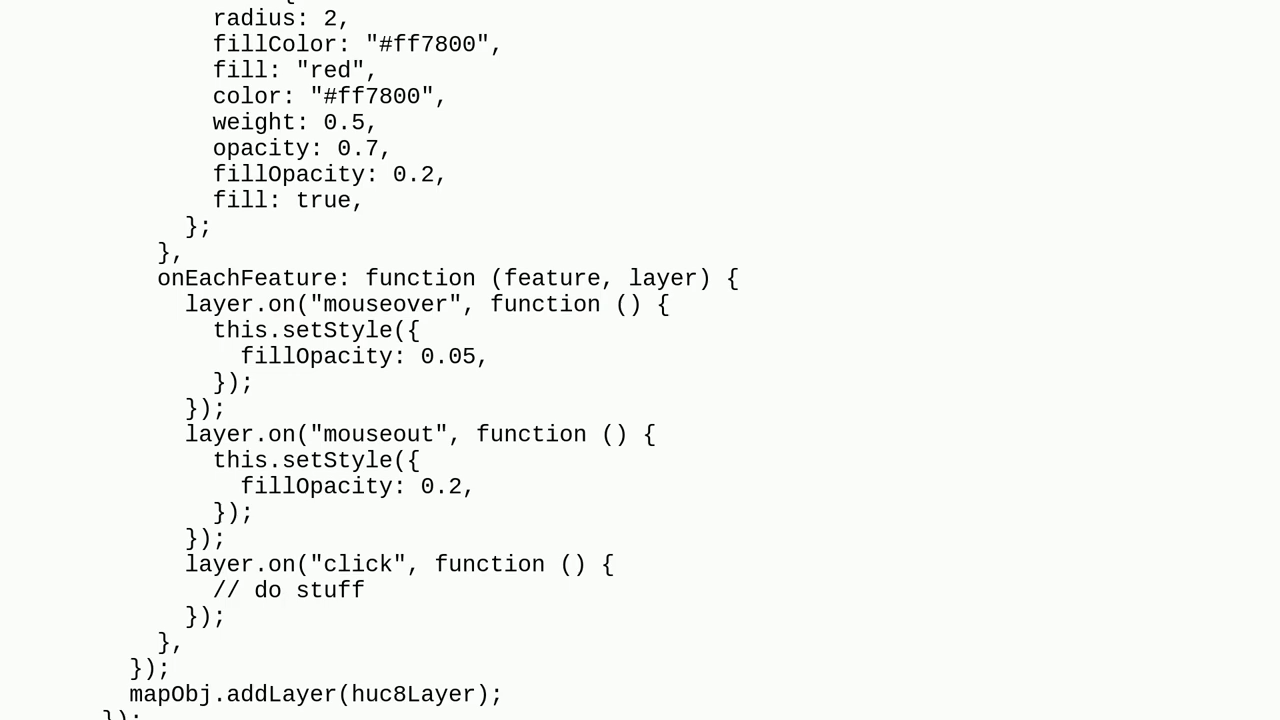 radius: 2,
fillColor: "#ff7800",
fill: "red",
color: "#ff7800",
weight: 0.5,
opacity: 0.7,
fillOpacity: 0.2,
fill: true,
};
},
onEachFeature: function (feature, layer) {
layer.on("mouseover", function () {
this.setStyle({
fillOpacity: 0.05,
});
});
layer.on("mouseout", function () {
this.setStyle({
fillOpacity: 0.2,
});
});
layer.on("click", function () {
// do stuff
});
},
});
mapObj.addLayer(huc8Layer);
});